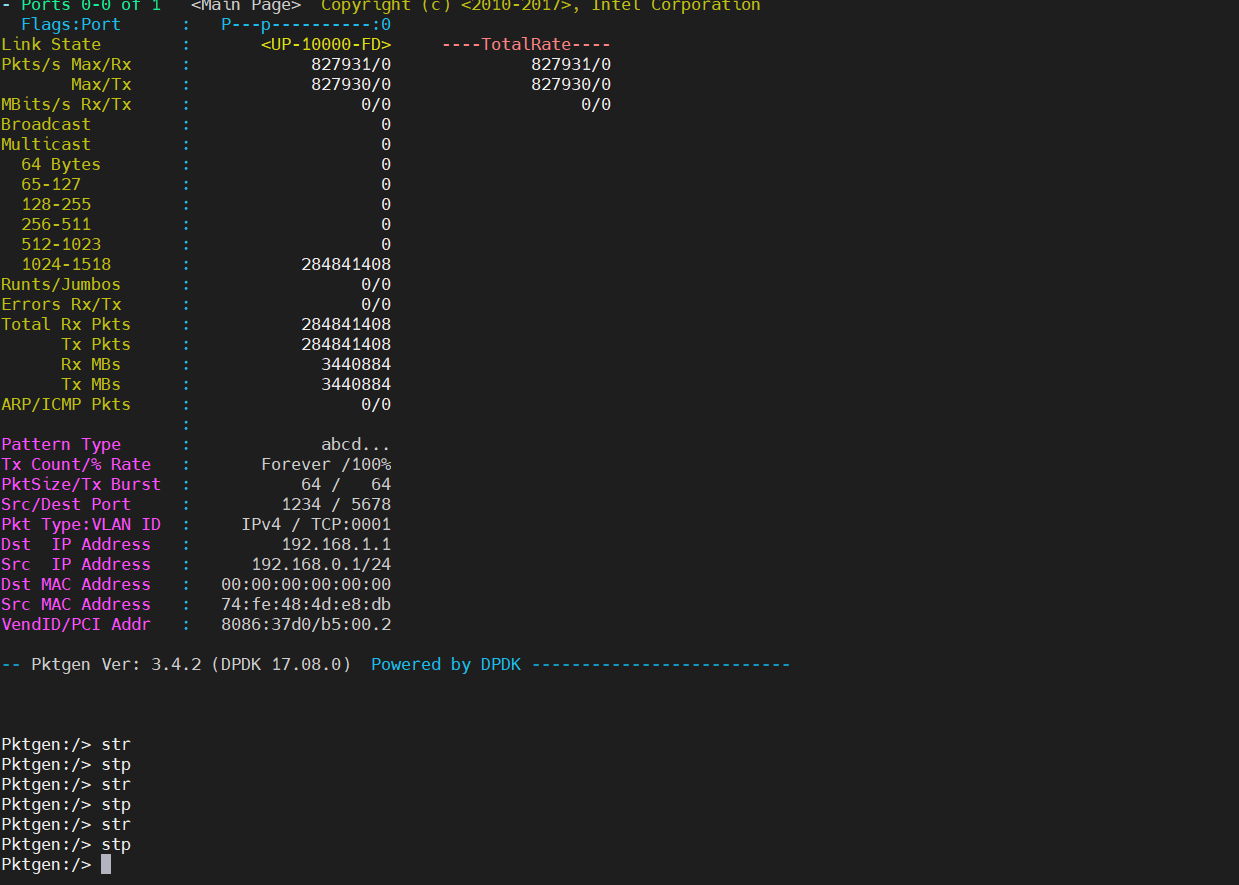 - Ports 0-0 of 1   <Main Page>  Copyright (c) <2010-2017>, Intel Corporation
  Flags:Port      :   P---p----------:0
Link State        :       <UP-10000-FD>     ----TotalRate----
Pkts/s Max/Rx     :            827931/0              827931/0
       Max/Tx     :            827930/0              827930/0
MBits/s Rx/Tx     :                 0/0                   0/0
Broadcast         :                   0
Multicast         :                   0
  64 Bytes        :                   0
  65-127          :                   0
  128-255         :                   0
  256-511         :                   0
  512-1023        :                   0
  1024-1518       :           284841408
Runts/Jumbos      :                 0/0
Errors Rx/Tx      :                 0/0
Total Rx Pkts     :           284841408
      Tx Pkts     :           284841408
      Rx MBs      :             3440884
      Tx MBs      :             3440884
ARP/ICMP Pkts     :                 0/0
                  :
Pattern Type      :             abcd...
Tx Count/% Rate   :       Forever /100%
PktSize/Tx Burst  :           64 /   64
Src/Dest Port     :         1234 / 5678
Pkt Type:VLAN ID  :     IPv4 / TCP:0001
Dst  IP Address   :         192.168.1.1
Src  IP Address   :      192.168.0.1/24
Dst MAC Address   :   00:00:00:00:00:00
Src MAC Address   :   74:fe:48:4d:e8:db
VendID/PCI Addr   :   8086:37d0/b5:00.2
-- Pktgen Ver: 3.4.2 (DPDK 17.08.0)  Powered by DPDK --------------------------
Pktgen:/> str
Pktgen:/> stp
Pktgen:/> str
Pktgen:/> stp
Pktgen:/> str
Pktgen:/> stp
Pktgen:/>